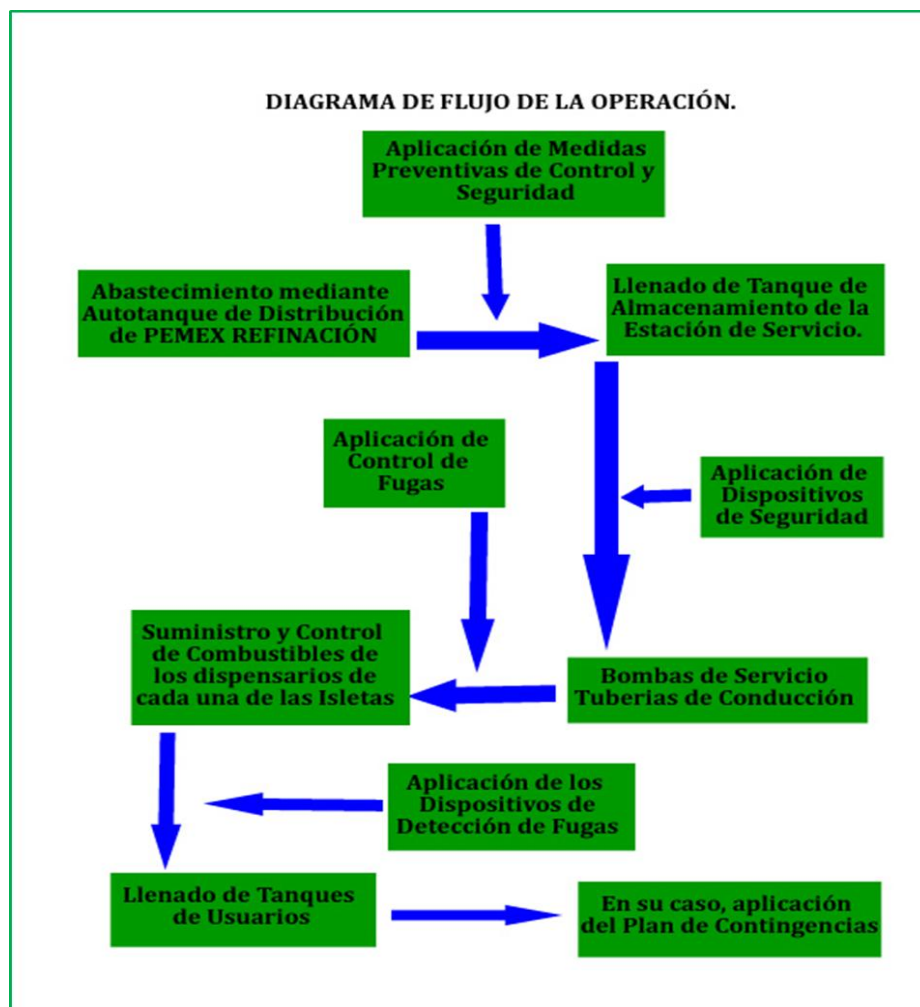 DIAGRAMA DE FLUJO DE LA OPERACIÓN.
Aplicación de Medidas
Preventivas de Control y
Seguridad
Abastecimiento mediante
Autotanque de Distribución
de PEMEX REFINACIÓN
Llenado de Tanque de
Almacenamiento de la
Estación de Servicio.
Aplicación de
Control de
Fugas
Aplicación de
Dispositivos
de Seguridad
Suministro y Control
de Combustibles de
los dispensarios de
cada una de las Isletas
Bombas de Servicio
Tuberias de Conducción
Aplicación de los
Dispositivos de
Detección de Fugas
Llenado de Tanques
de Usuarios
En su caso, aplicación
del Plan de Contingencias